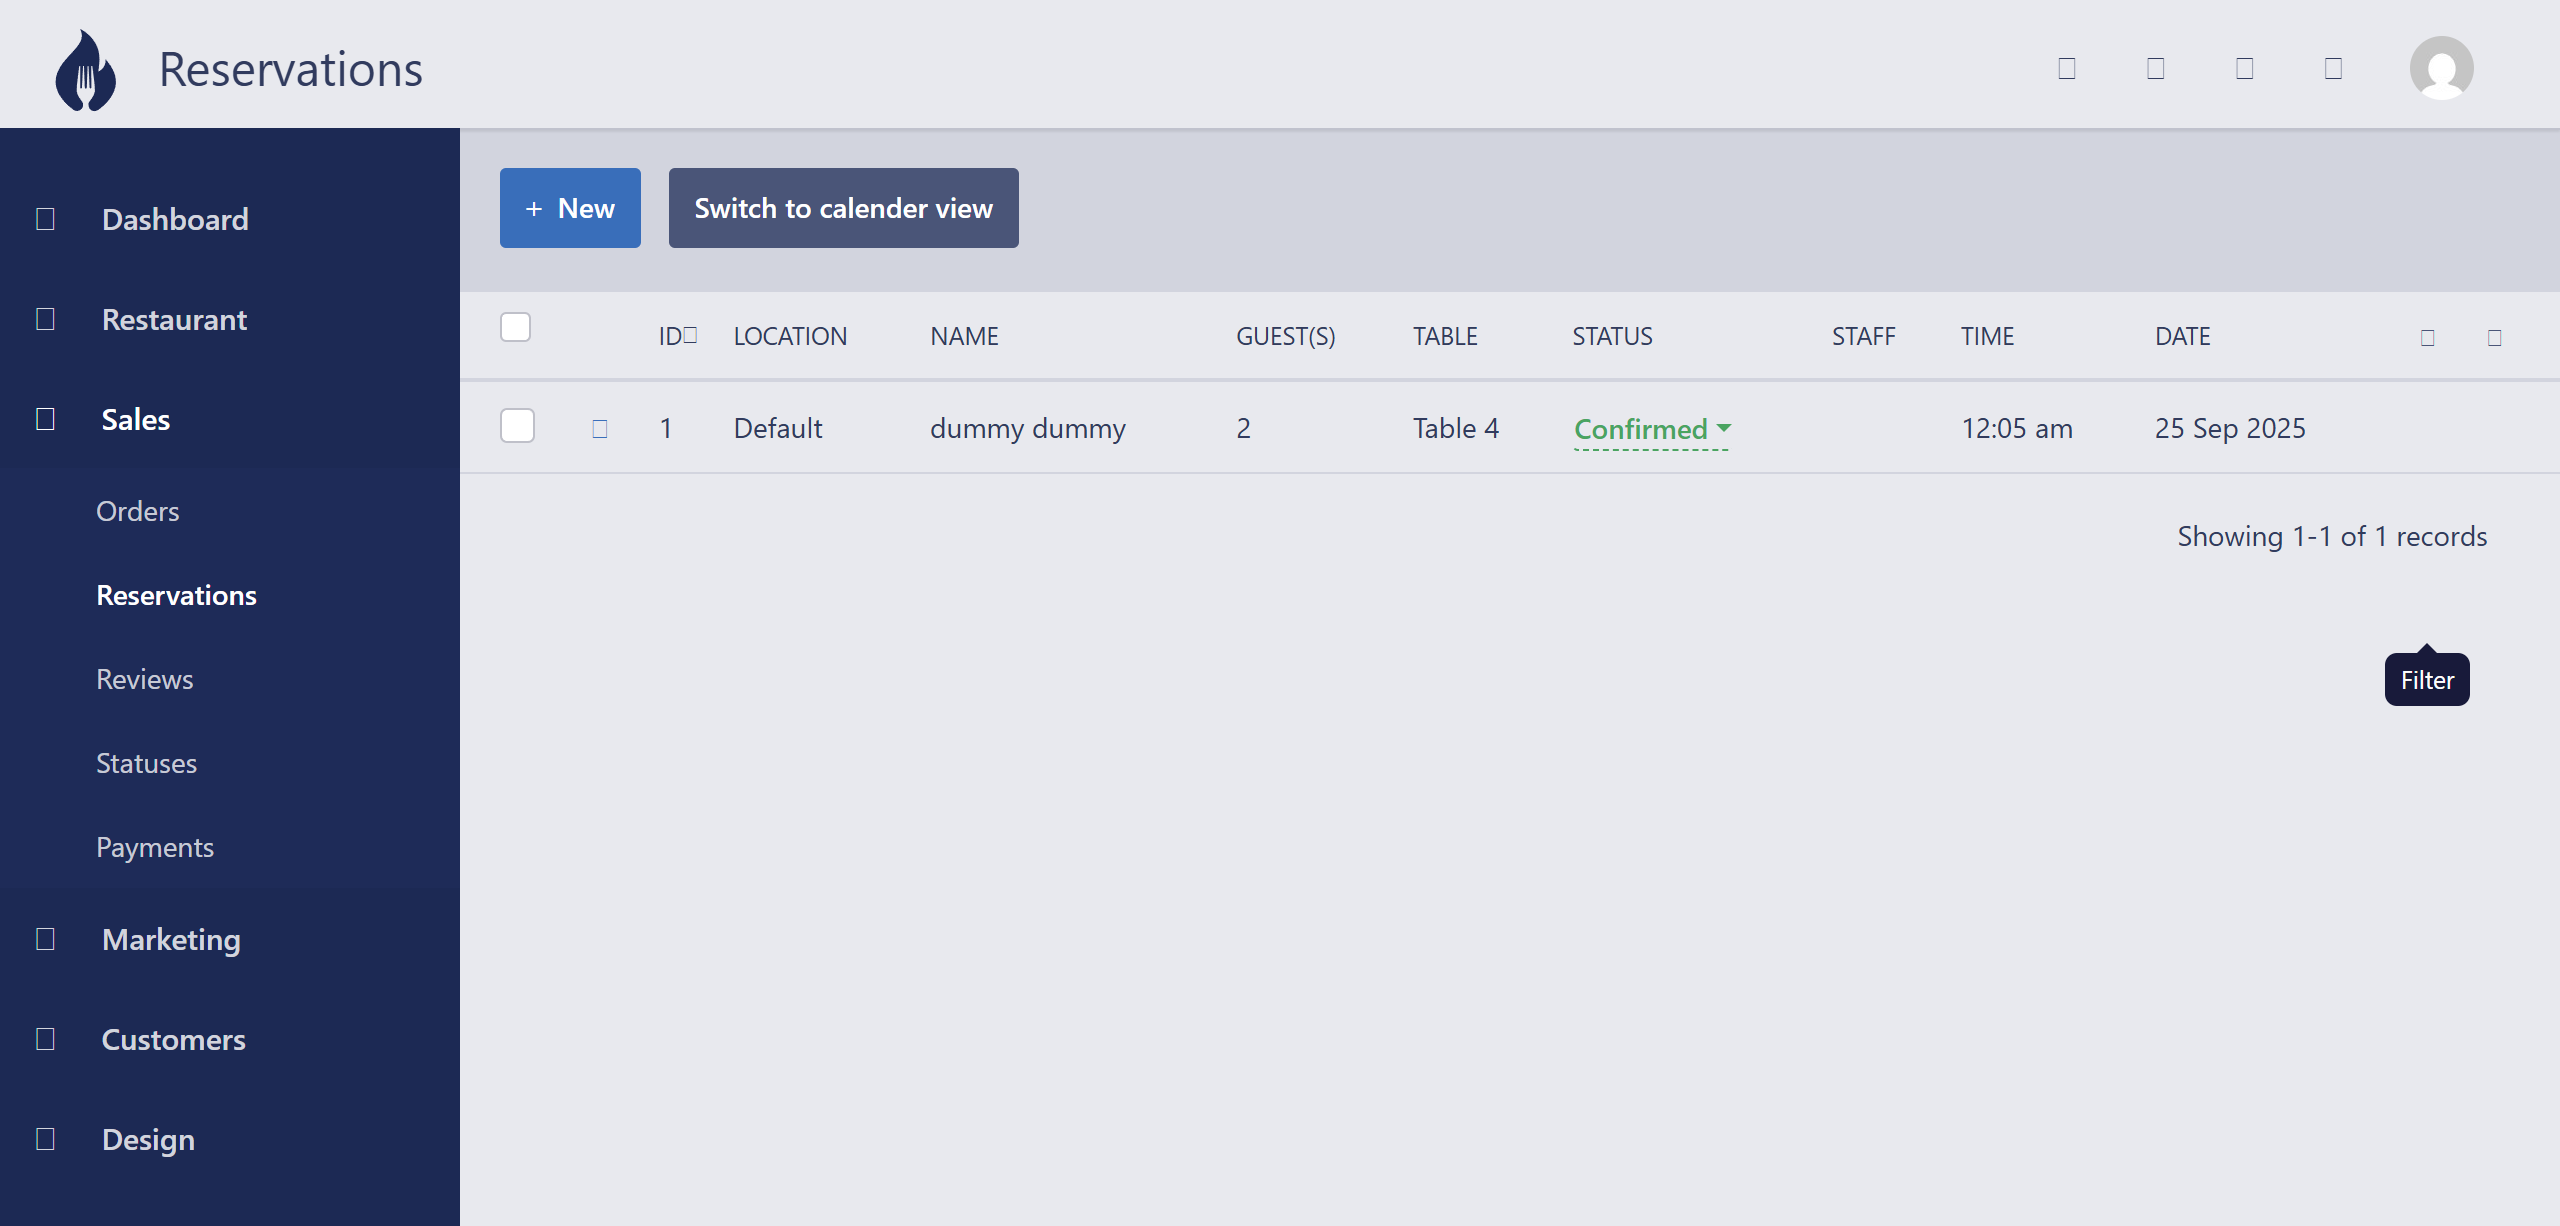 Reservations
+ New
Switch to calender view
Dashboard
Restaurant
Sales
Orders
Reservations
Reviews
Statuses
Payments
Marketing
Customers
Design
ID LOCATION NAME GUEST(S) TABLE STATUS STAFF TIME DATE
1 Default dummy dummy 2 Table 4 Confirmed 12:05 am 25 Sep 2025
Showing 1-1 of 1 records
Filter